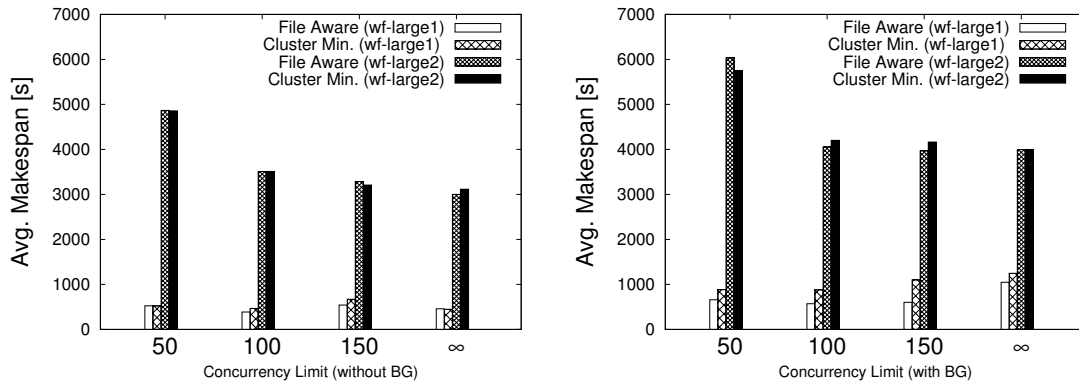 7000
6000
5000
4000
3000
2000
1000
0
Avg. Makespan [s]
File Aware (wf-large1)
Cluster Min. (wf-large1)
File Aware (wf-large2)
Cluster Min. (wf-large2)
50 100 150 ∞
Concurrency Limit (without BG)
7000
6000
5000
4000
3000
2000
1000
0
Avg. Makespan [s]
File Aware (wf-large1)
Cluster Min. (wf-large1)
File Aware (wf-large2)
Cluster Min. (wf-large2)
50 100 150 ∞
Concurrency Limit (with BG)